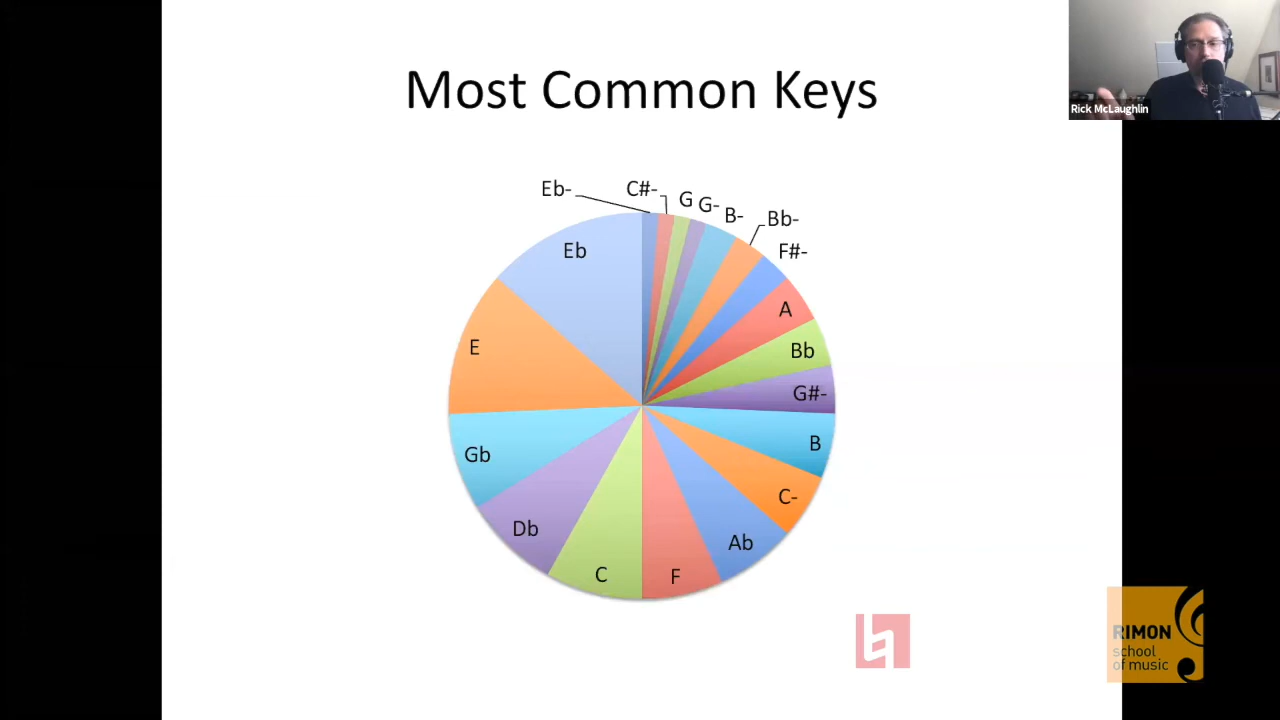 Most Common Keys
Rick McLaughlin
Eb-
C#-
G
G-
B-
Bb-
F#-
A
Bb
G#-
B
C-
Ab
F
C
Db
Gb
E
Eb
RIMON
school
of music